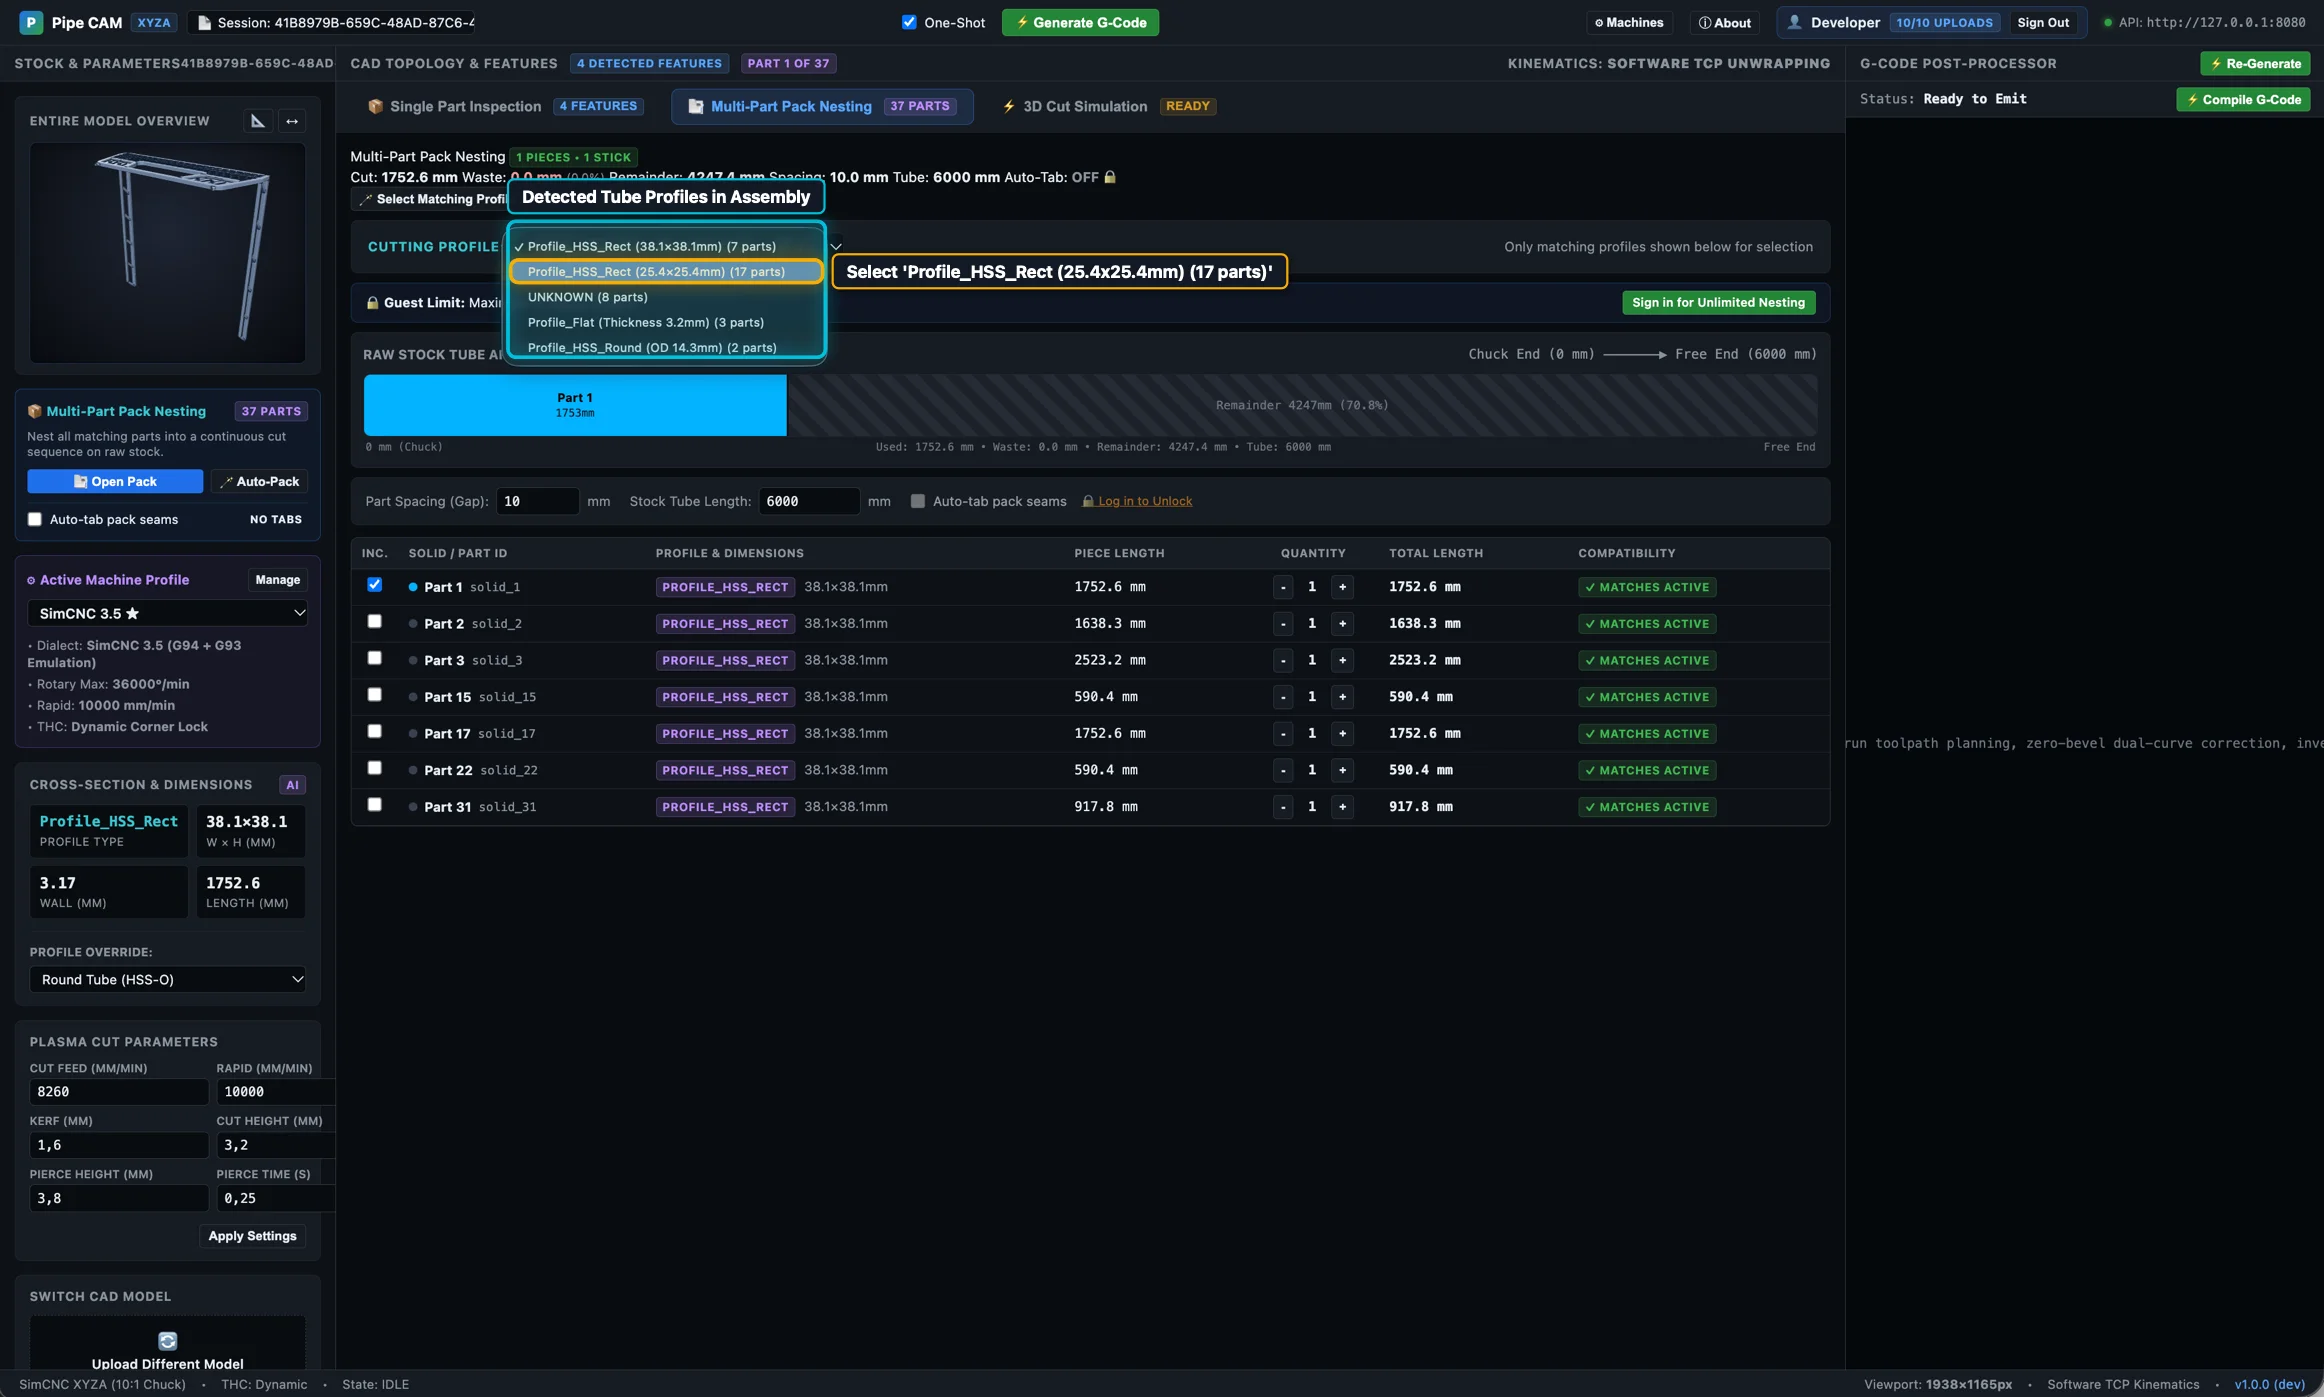 P Pipe CAM XYZA Session: 41B8979B-659C-48AD-87C6-4
One-Shot Generate G-Code
Machines About Developer 10/10 UPLOADS Sign Out API: http://127.0.0.1:8080
STOCK & PARAMETERS41B8979B-659C-48AD-
CAD TOPOLOGY & FEATURES 4 DETECTED FEATURES PART 1 OF 37
KINEMATICS: SOFTWARE TCP UNWRAPPING
G-CODE POST-PROCESSOR Re-Generate
Status: Ready to Emit Compile G-Code
ENTIRE MODEL OVERVIEW
Single Part Inspection 4 FEATURES Multi-Part Pack Nesting 37 PARTS 3D Cut Simulation READY
Multi-Part Pack Nesting 1 PIECES • 1 STICK
Cut: 1752.6 mm Waste: 0.0 mm (0.0%) Remainder: 4247.4 mm Spacing: 10.0 mm Tube: 6000 mm Auto-Tab: OFF
Select Matching Profil
Detected Tube Profiles in Assembly
CUTTING PROFILE
✓ Profile_HSS_Rect (38.1×38.1mm) (7 parts)
Profile_HSS_Rect (25.4×25.4mm) (17 parts)
UNKNOWN (8 parts)
Profile_Flat (Thickness 3.2mm) (3 parts)
Profile_HSS_Round (OD 14.3mm) (2 parts)
Select 'Profile_HSS_Rect (25.4x25.4mm) (17 parts)'
Only matching profiles shown below for selection
Guest Limit: Maxi
Sign in for Unlimited Nesting
RAW STOCK TUBE A
Chuck End (0 mm) Free End (6000 mm)
Part 1
1753mm
Remainder 4247mm (70.8%)
0 mm (Chuck) Used: 1752.6 mm • Waste: 0.0 mm • Remainder: 4247.4 mm • Tube: 6000 mm Free End
Part Spacing (Gap): 10 mm Stock Tube Length: 6000 mm Auto-tab pack seams Log in to Unlock
INC. SOLID / PART ID PROFILE & DIMENSIONS PIECE LENGTH QUANTITY TOTAL LENGTH COMPATIBILITY
Part 1 solid_1 PROFILE_HSS_RECT 38.1×38.1mm 1752.6 mm - 1 + 1752.6 mm ✓ MATCHES ACTIVE
Part 2 solid_2 PROFILE_HSS_RECT 38.1×38.1mm 1638.3 mm - 1 + 1638.3 mm ✓ MATCHES ACTIVE
Part 3 solid_3 PROFILE_HSS_RECT 38.1×38.1mm 2523.2 mm - 1 + 2523.2 mm ✓ MATCHES ACTIVE
Part 15 solid_15 PROFILE_HSS_RECT 38.1×38.1mm 590.4 mm - 1 + 590.4 mm ✓ MATCHES ACTIVE
Part 17 solid_17 PROFILE_HSS_RECT 38.1×38.1mm 1752.6 mm - 1 + 1752.6 mm ✓ MATCHES ACTIVE
Part 22 solid_22 PROFILE_HSS_RECT 38.1×38.1mm 590.4 mm - 1 + 590.4 mm ✓ MATCHES ACTIVE
Part 31 solid_31 PROFILE_HSS_RECT 38.1×38.1mm 917.8 mm - 1 + 917.8 mm ✓ MATCHES ACTIVE
run toolpath planning, zero-bevel dual-curve correction, inve
Multi-Part Pack Nesting 37 PARTS
Nest all matching parts into a continuous cut
sequence on raw stock.
Open Pack Auto-Pack
Auto-tab pack seams NO TABS
Active Machine Profile Manage
SimCNC 3.5 ★
• Dialect: SimCNC 3.5 (G94 + G93
Emulation)
• Rotary Max: 36000°/min
• Rapid: 10000 mm/min
• THC: Dynamic Corner Lock
CROSS-SECTION & DIMENSIONS AI
Profile_HSS_Rect 38.1×38.1
PROFILE TYPE W × H (MM)
3.17 1752.6
WALL (MM) LENGTH (MM)
PROFILE OVERRIDE:
Round Tube (HSS-O)
PLASMA CUT PARAMETERS
CUT FEED (MM/MIN) RAPID (MM/MIN)
8260 10000
KERF (MM) CUT HEIGHT (MM)
1,6 3,2
PIERCE HEIGHT (MM) PIERCE TIME (S)
3,8 0,25
Apply Settings
SWITCH CAD MODEL
Upload Different Model
SimCNC XYZA (10:1 Chuck) • THC: Dynamic • State: IDLE
Viewport: 1938×1165px • Software TCP Kinematics • v1.0.0 (dev)